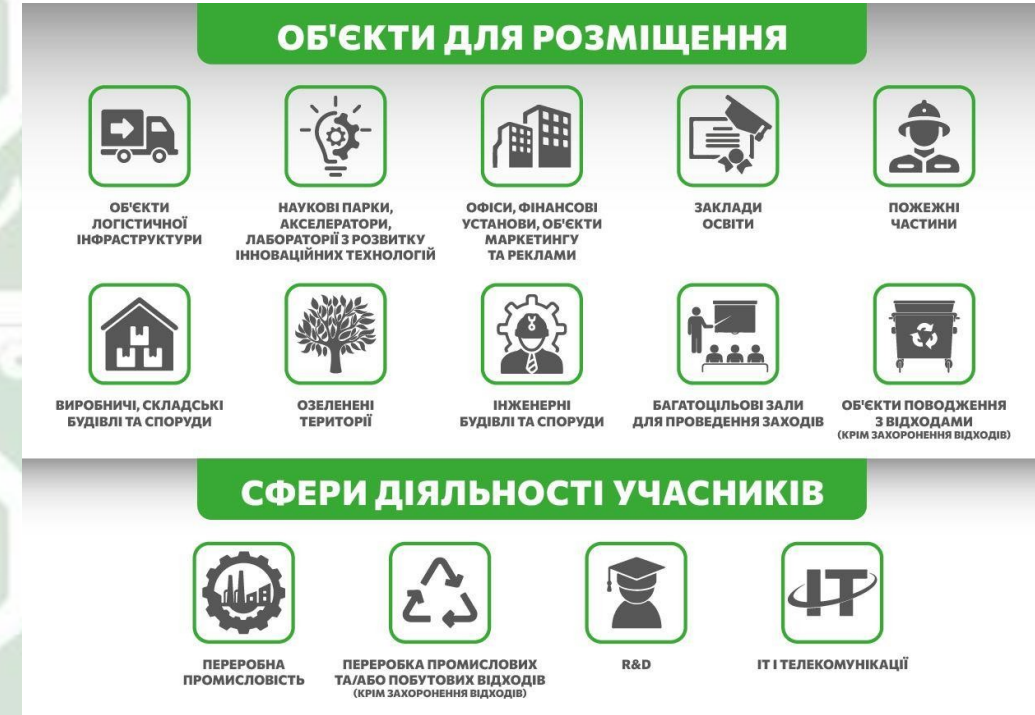 ОБ'ЄКТИ ДЛЯ РОЗМІЩЕННЯ
ОБ'ЄКТИ
ЛОГІСТИЧНОЇ
ІНФРАСТРУКТУРИ
НАУКОВІ ПАРКИ,
АКСЕЛЕРАТОРИ,
ЛАБОРАТОРІЇ З РОЗВИТКУ
ІННОВАЦІЙНИХ ТЕХНОЛОГІЙ
ОФІСИ, ФІНАНСОВІ
УСТАНОВИ, ОБ'ЄКТИ
МАРКЕТИНГУ
ТА РЕКЛАМИ
ЗАКЛАДИ
ОСВІТИ
ПОЖЕЖНІ
ЧАСТИНИ
ВИРОБНИЧІ, СКЛАДСЬКІ
БУДІВЛІ ТА СПОРУДИ
ОЗЕЛЕНЕНІ
ТЕРИТОРІЇ
ІНЖЕНЕРНІ
БУДІВЛІ ТА СПОРУДИ
БАГАТОЦІЛЬОВІ ЗАЛИ
ДЛЯ ПРОВЕДЕННЯ ЗАХОДІВ
ОБ'ЄКТИ ПОВОДЖЕННЯ
З ВІДХОДАМИ
(КРІМ ЗАХОРОНЕННЯ ВІДХОДІВ)
СФЕРИ ДІЯЛЬНОСТІ УЧАСНИКІВ
IT
ПЕРЕРОБНА
ПРОМИСЛОВІСТЬ
ПЕРЕРОБКА ПРОМИСЛОВИХ
ТА/АБО ПОБУТОВИХ ВІДХОДІВ
(КРІМ ЗАХОРОНЕННЯ ВІДХОДІВ)
R&D
ІТ І ТЕЛЕКОМУНІКАЦІЇ